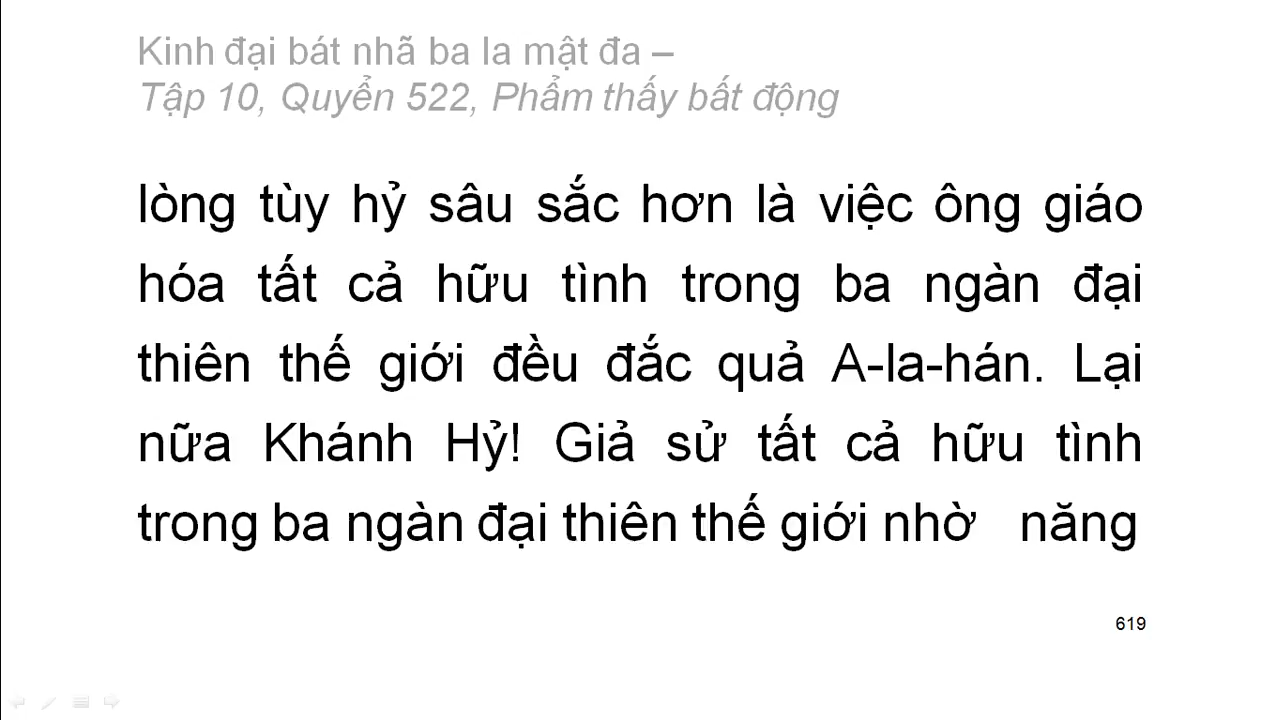 Kinh đại bát nhã ba la mật đa –
Tập 10, Quyển 522, Phẩm thấy bất động
lòng tùy hỷ sâu sắc hơn là việc ông giáo
hóa tất cả hữu tình trong ba ngàn đại
thiên thế giới đều đắc quả A-la-hán. Lại
nữa Khánh Hỷ! Giả sử tất cả hữu tình
trong ba ngàn đại thiên thế giới nhờ năng
619